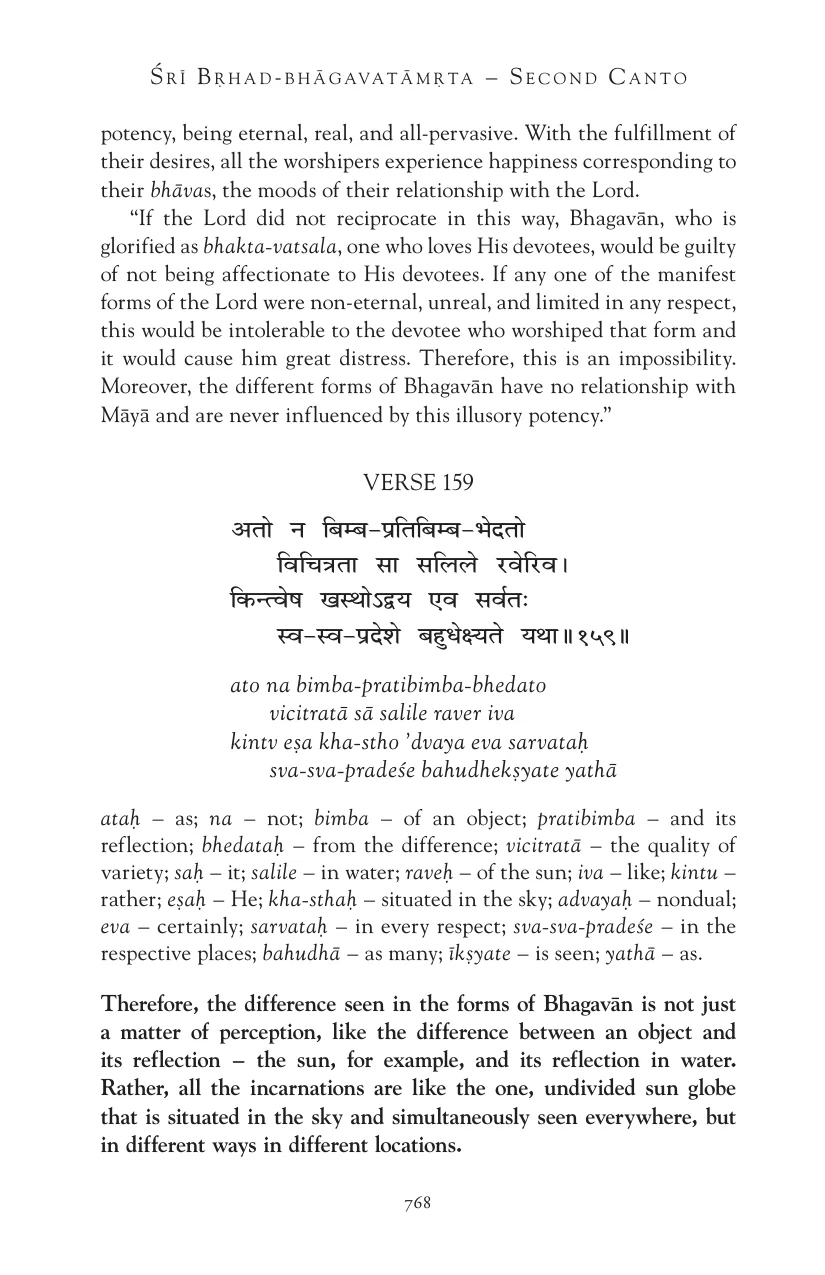 ŚRĪ BṚHAD-BHĀGAVATĀMṚTA – SECOND CANTO
potency, being eternal, real, and all-pervasive. With the fulfillment of
their desires, all the worshipers experience happiness corresponding to
their bhāvas, the moods of their relationship with the Lord.
“If the Lord did not reciprocate in this way, Bhagavān, who is
glorified as bhakta-vatsala, one who loves His devotees, would be guilty
of not being affectionate to His devotees. If any one of the manifest
forms of the Lord were non-eternal, unreal, and limited in any respect,
this would be intolerable to the devotee who worshiped that form and
it would cause him great distress. Therefore, this is an impossibility.
Moreover, the different forms of Bhagavān have no relationship with
Māyā and are never influenced by this illusory potency.”
VERSE 159
अतो न बिम्ब-प्रतिबिम्ब-भेदतो
विचित्रता सा सलिले रवेरिव।
किन्त्वेष खस्थोऽद्वय एव सर्वतः
स्व-स्व-प्रदेशे बहुधेक्ष्यते यथा॥१५९॥
ato na bimba-pratibimba-bhedato
vicitratā sā salile raver iva
kintv eṣa kha-stho ’dvaya eva sarvataḥ
sva-sva-pradeśe bahudhekṣyate yathā
ataḥ – as; na – not; bimba – of an object; pratibimba – and its
reflection; bhedataḥ – from the difference; vicitratā – the quality of
variety; saḥ – it; salile – in water; raveḥ – of the sun; iva – like; kintu –
rather; eṣaḥ – He; kha-sthaḥ – situated in the sky; advayaḥ – nondual;
eva – certainly; sarvataḥ – in every respect; sva-sva-pradeśe – in the
respective places; bahudhā – as many; īkṣyate – is seen; yathā – as.
Therefore, the difference seen in the forms of Bhagavān is not just
a matter of perception, like the difference between an object and
its reflection – the sun, for example, and its reflection in water.
Rather, all the incarnations are like the one, undivided sun globe
that is situated in the sky and simultaneously seen everywhere, but
in different ways in different locations.
768